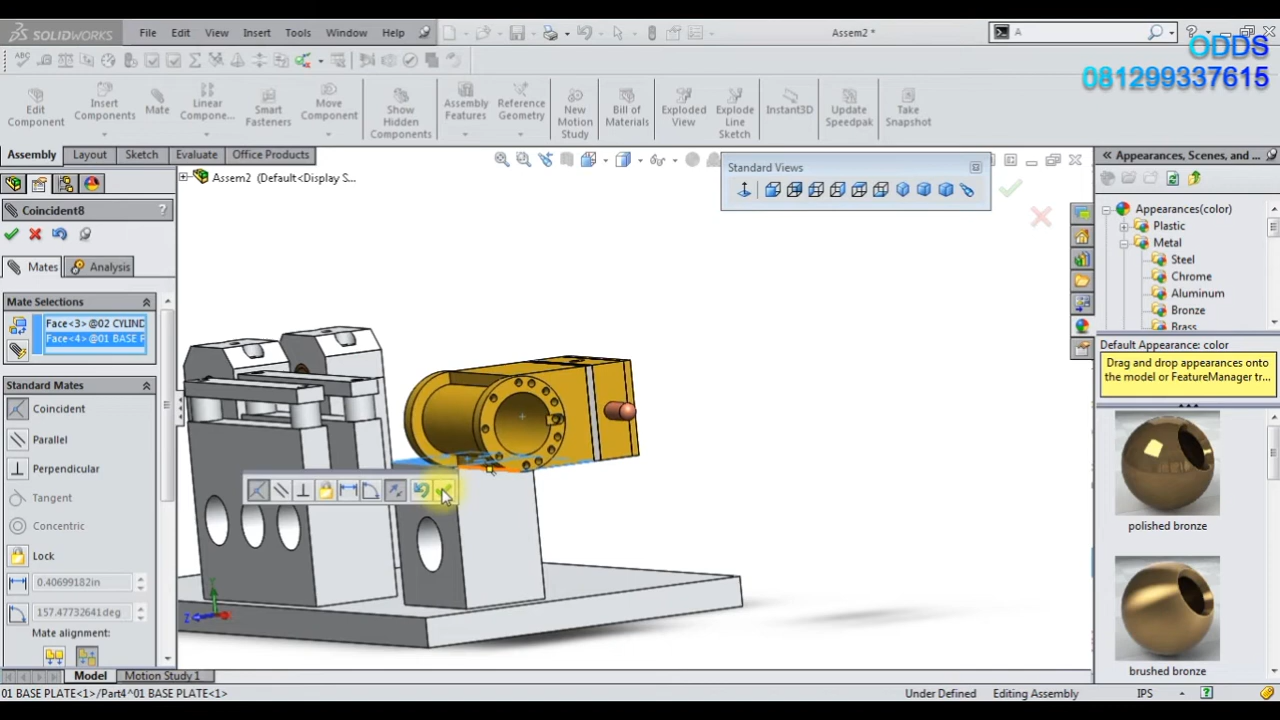 SOLIDWORKS File Edit View Insert Tools Window Help Assem2 * A
ODDS
081299337615
Edit Component
Insert Components
Mate
Linear Compone...
Smart Fasteners
Move Component
Show Hidden Components
Assembly Features
Reference Geometry
New Motion Study
Bill of Materials
Exploded View
Explode Line Sketch
Instant3D
Update Speedpak
Take Snapshot
Assembly Layout Sketch Evaluate Office Products
Standard Views
Appearances, Scenes, and ...
Assem2 (Default<Display S...
Coincident8 ?
Mates Analysis
Mate Selections
Face<3> @02 CYLIND
Face<4> @01 BASE P
Standard Mates
Coincident
Parallel
Perpendicular
Tangent
Concentric
Lock
0.40699182in
157.47732641deg
Mate alignment:
Appearances(color)
Plastic
Metal
Steel
Chrome
Aluminum
Bronze
Brass
Default Appearance: color
Drag and drop appearances onto
the model or FeatureManager tr...
polished bronze
brushed bronze
Y
Z
Model Motion Study 1
01 BASE PLATE<1>/Part4^01 BASE PLATE<1> Under Defined Editing Assembly IPS